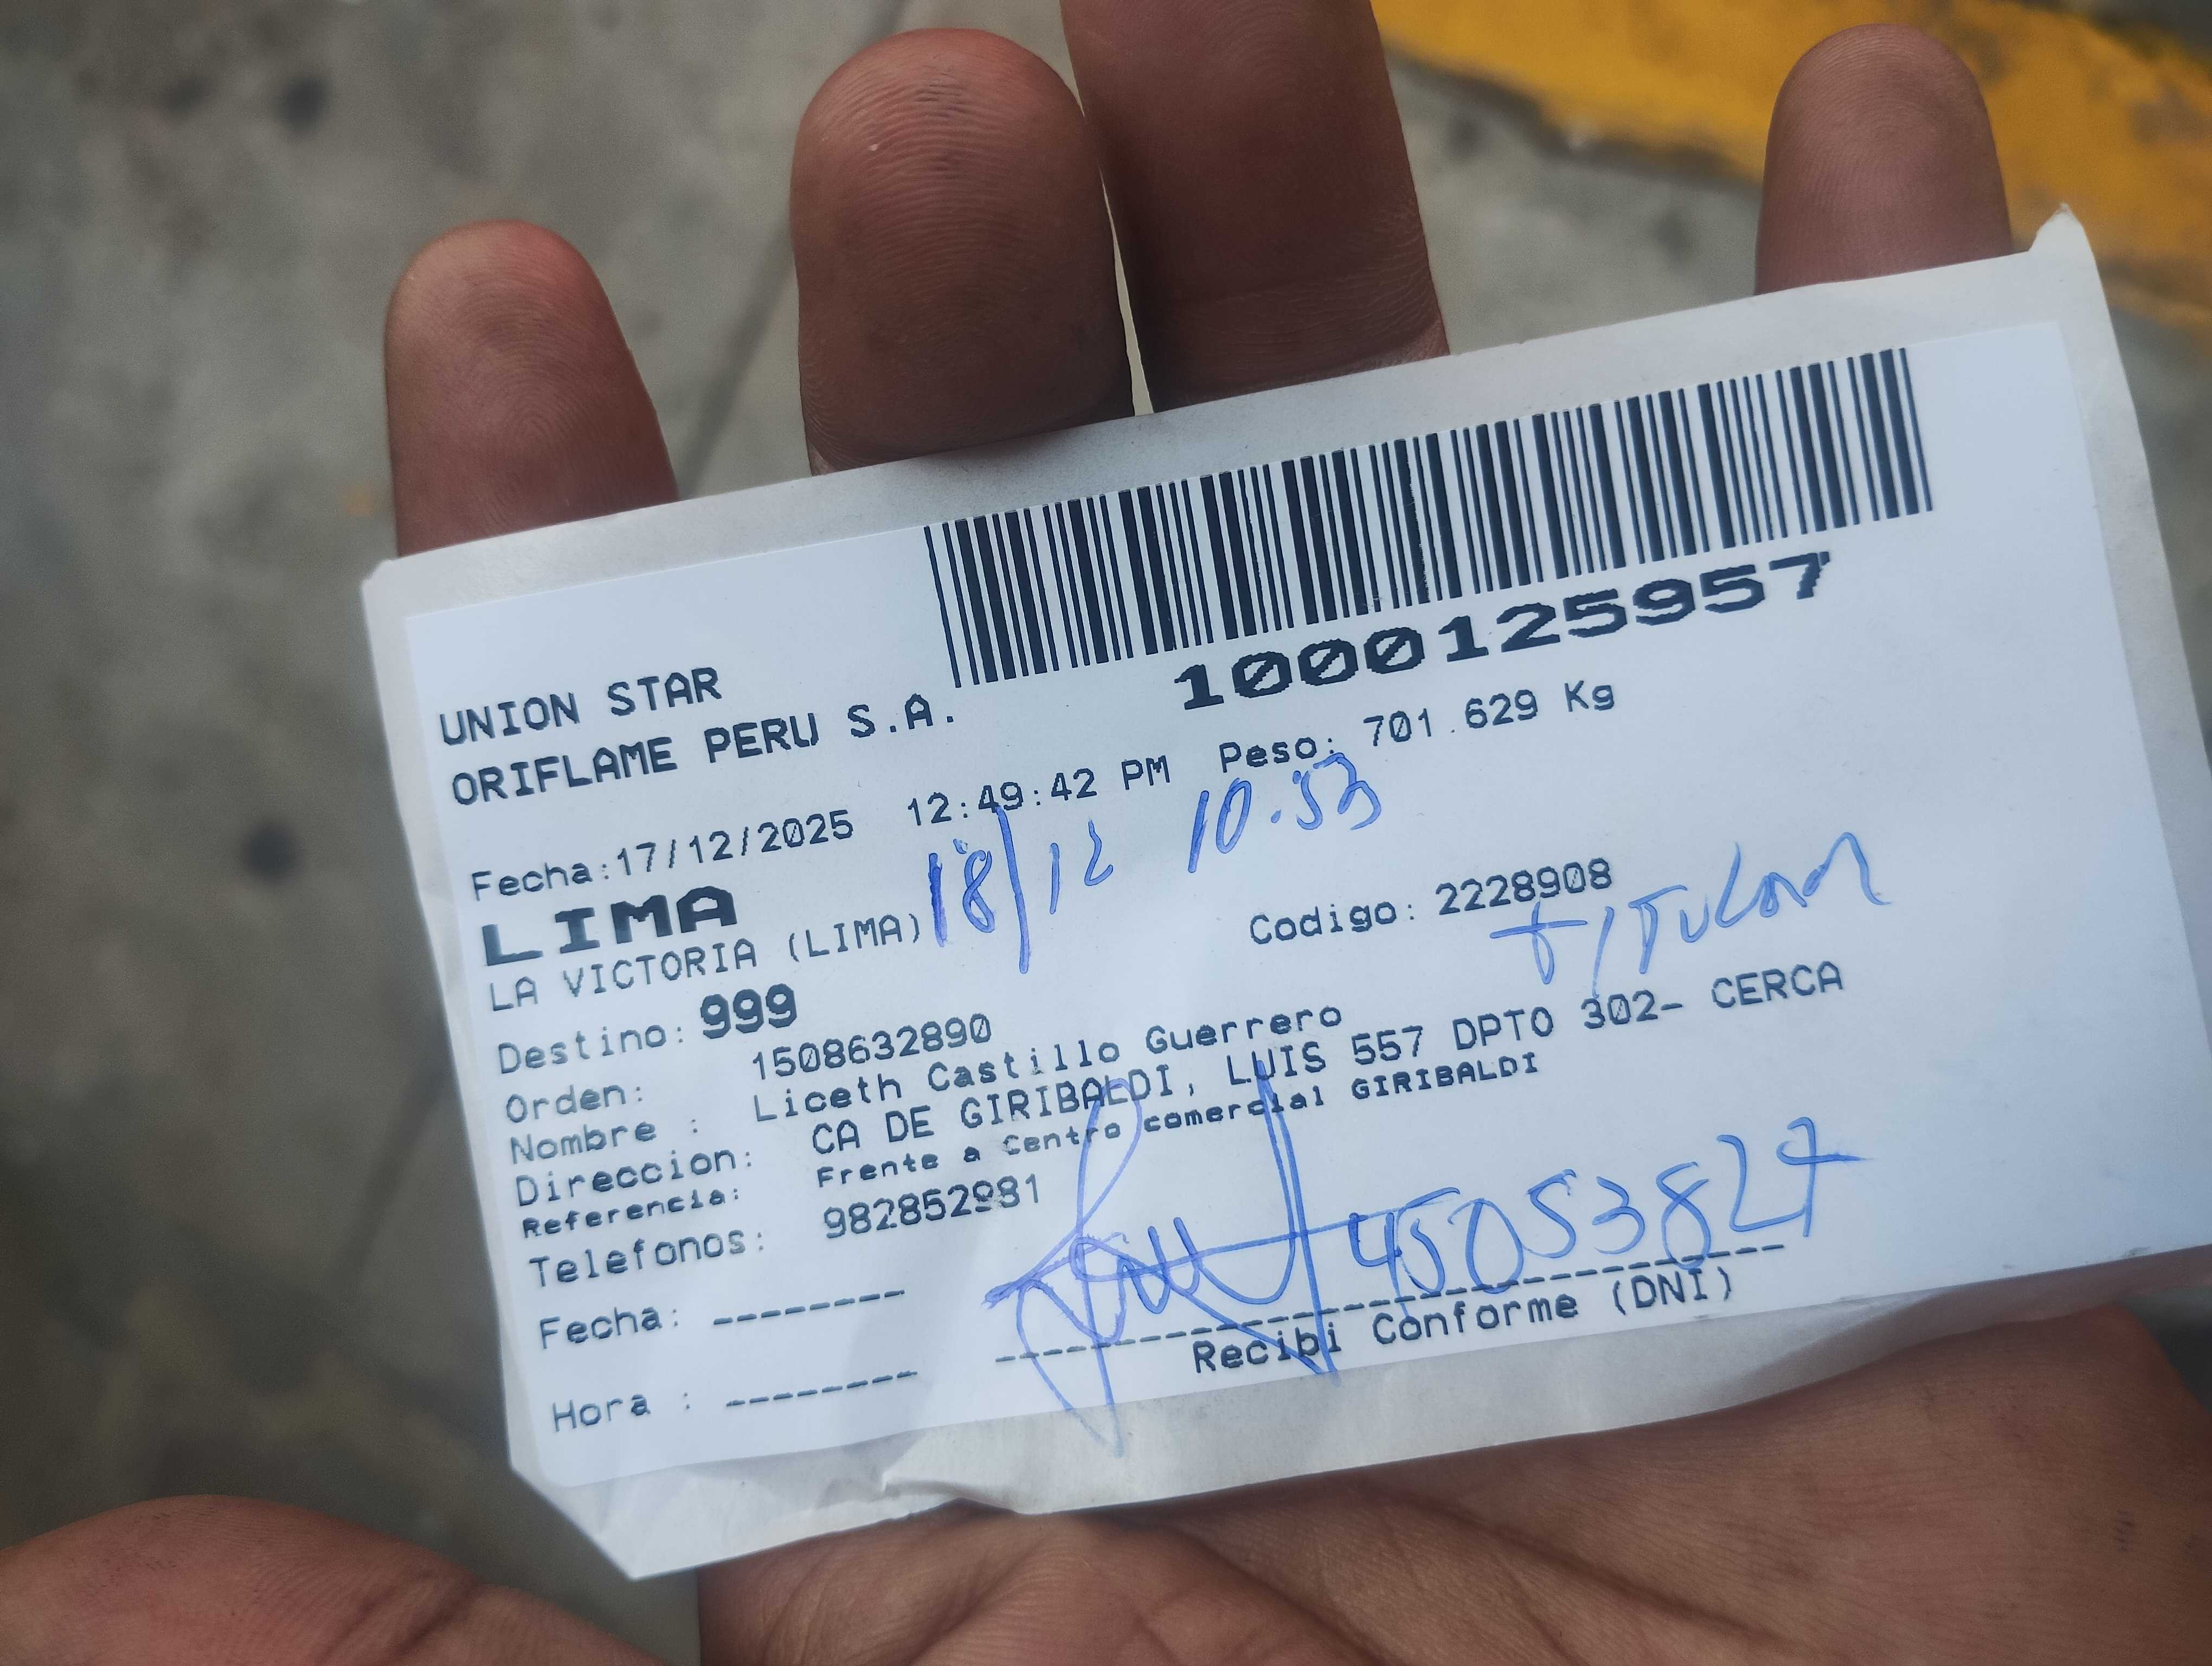 1000125957
UNION STAR
ORIFLAME PERU S.A.
Fecha:17/12/2025 12:49:42 PM Peso: 701.629 Kg
18/12 10:53
LIMA
LA VICTORIA (LIMA)
Codigo: 2228908
Titular
Destino: 999
Orden: 1508632890
Nombre : Liceth Castillo Guerrero
Direccion: CA DE GIRIBALDI, LUIS 557 DPTO 302- CERCA
Referencia: Frente a Centro comercial GIRIBALDI
Telefonos: 982852981
45053827
Fecha: --------
Hora : --------
Recibi Conforme (DNI)